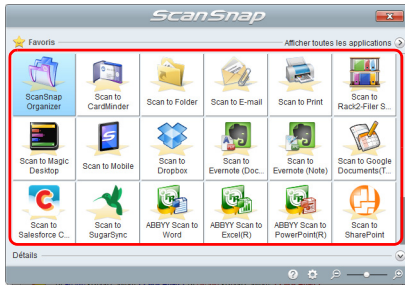 ScanSnap
Favoris
Afficher toutes les applications
ScanSnap Organizer
Scan to CardMinder
Scan to Folder
Scan to E-mail
Scan to Print
Scan to Rack2-Filer S...
Scan to Magic Desktop
Scan to Mobile
Scan to Dropbox
Scan to Evernote (Doc...
Scan to Evernote (Note)
Scan to Google Documents(T...
Scan to Salesforce C...
Scan to SugarSync
ABBYY Scan to Word
ABBYY Scan to Excel(R)
ABBYY Scan to PowerPoint(R)
Scan to SharePoint
Détails